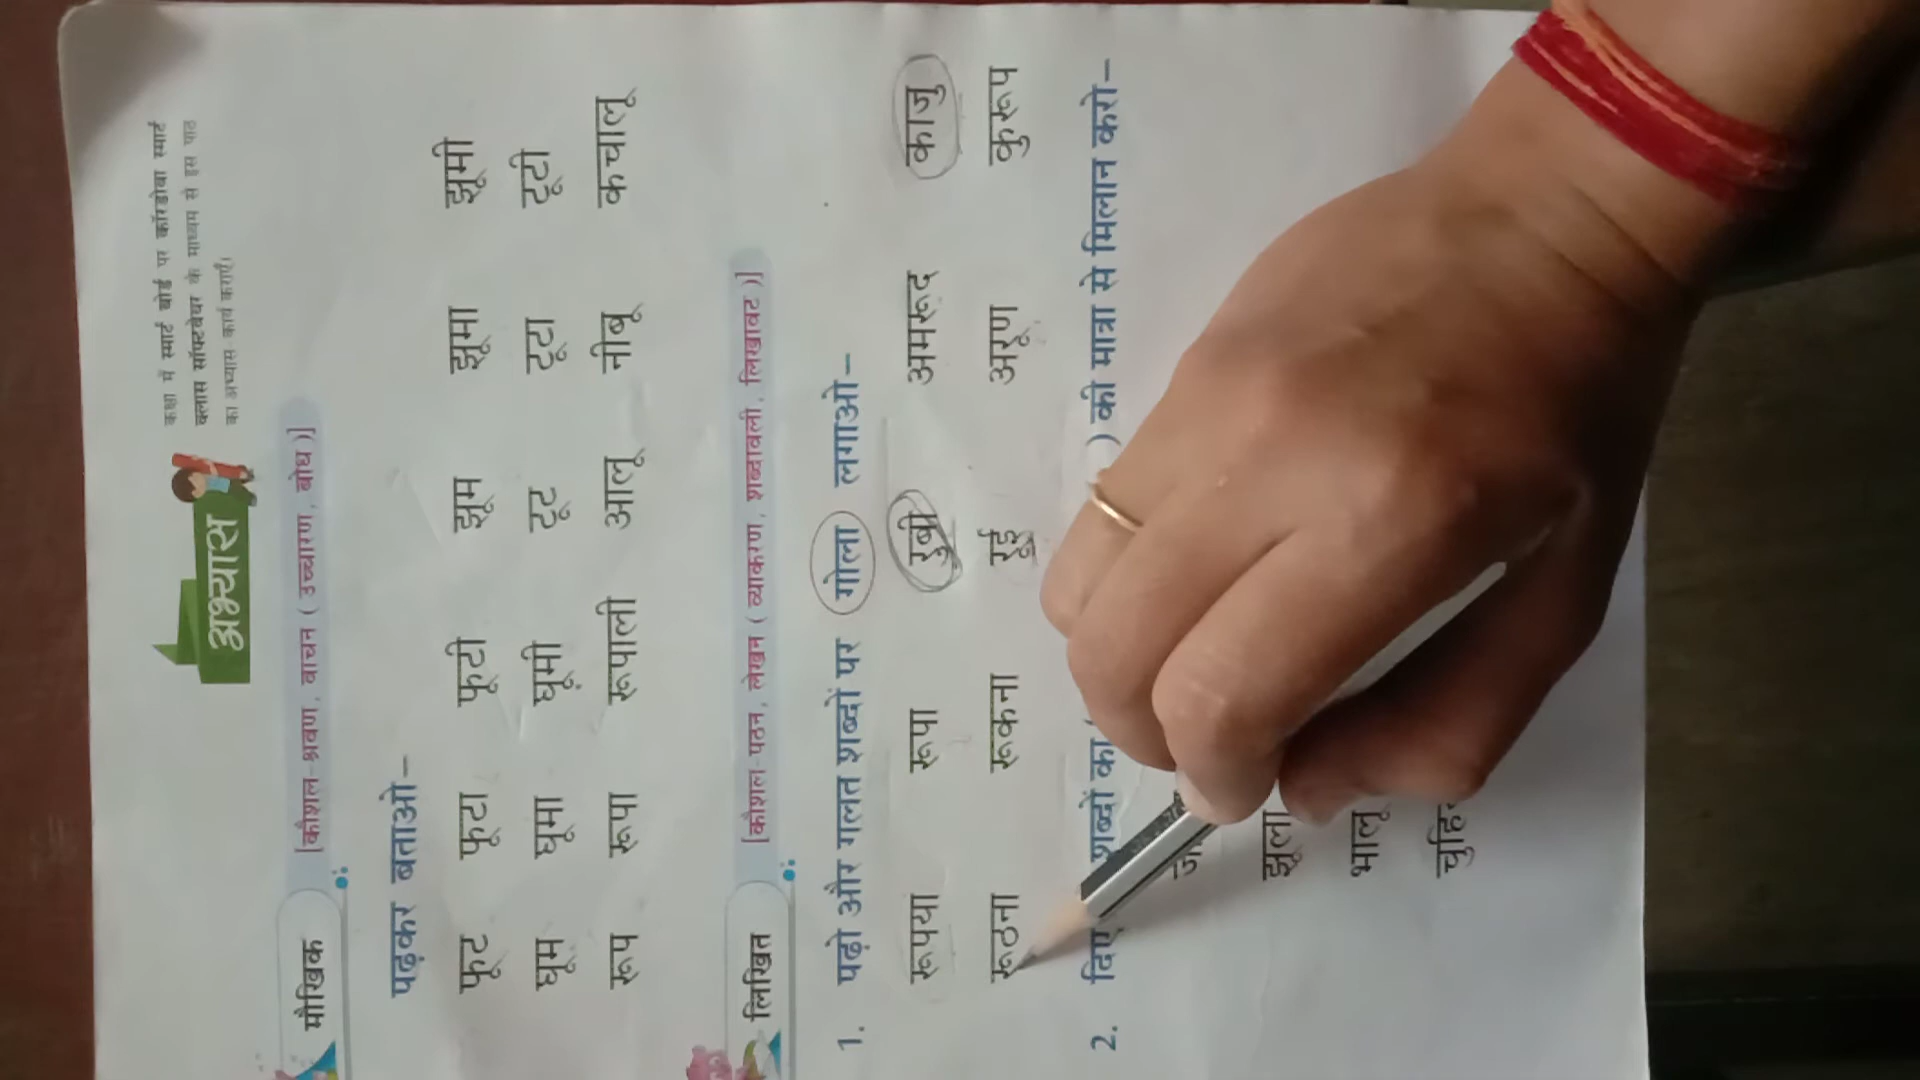 अभ्यास
कक्षा में स्मार्ट बोर्ड पर कॉरडोवा स्मार्ट
क्लास सॉफ्टवेयर के माध्यम से इस पाठ
का अभ्यास कार्य कराएँ।
मौखिक [कौशल-श्रवण, वाचन ( उच्चारण, बोध )]
पढ़कर बताओ–
फूट फूटा फूटी झूम झूमा झूमी
घूम घूमा घूमी टूट टूटा टूटी
रूप रूपा रूपाली आलू नीबू कचालू
लिखित [कौशल-पठन, लेखन ( व्याकरण, शब्दावली, लिखावट )]
1. पढ़ो और गलत शब्दों पर गोला लगाओ–
रूपया रूपा रुबी अमरूद काजु
रूठना रूकना रुई अरुण कुरूप
2. दिए शब्दों का ) की मात्रा से मिलान करो–
झूला
भालू